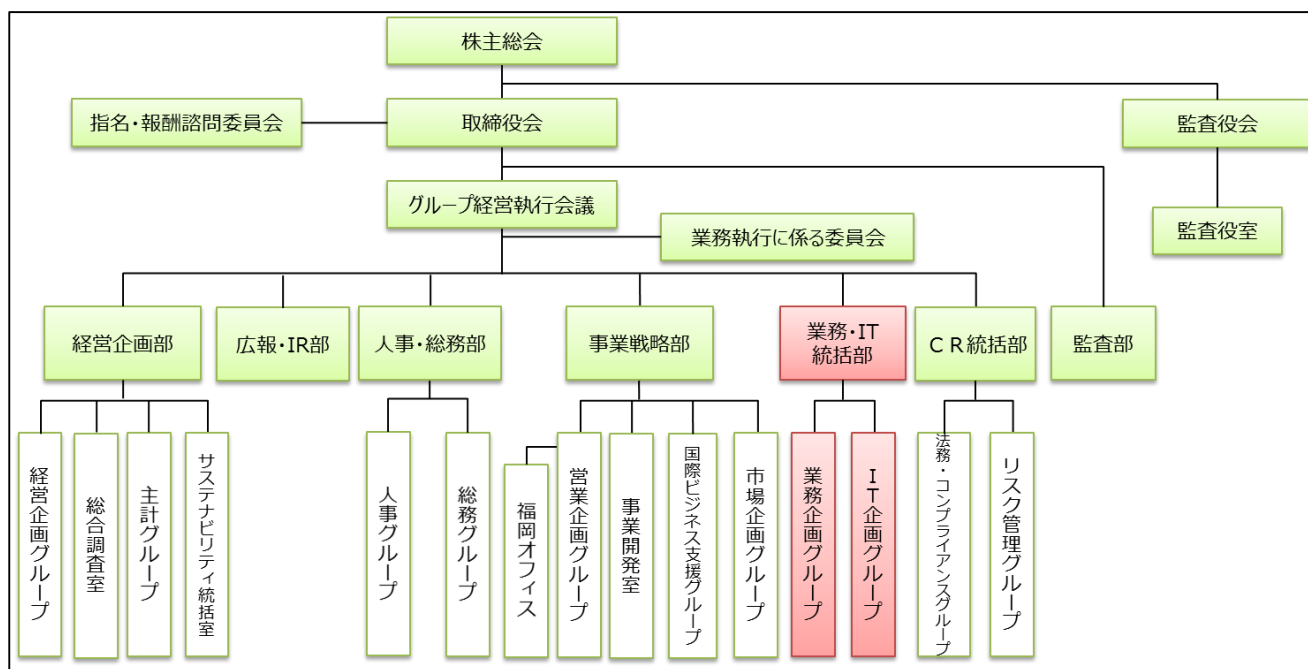 株主総会
指名・報酬諮問委員会
取締役会
監査役会
グループ経営執行会議
業務執行に係る委員会
監査役室
経営企画部
広報・IR部
人事・総務部
事業戦略部
業務・IT
統括部
ＣＲ統括部
監査部
経営企画グループ
総合調査室
主計グループ
サステナビリティ統括室
人事グループ
総務グループ
福岡オフィス
営業企画グループ
事業開発室
国際ビジネス支援グループ
市場企画グループ
業務企画グループ
IT企画グループ
法務・コンプライアンスグループ
リスク管理グループ